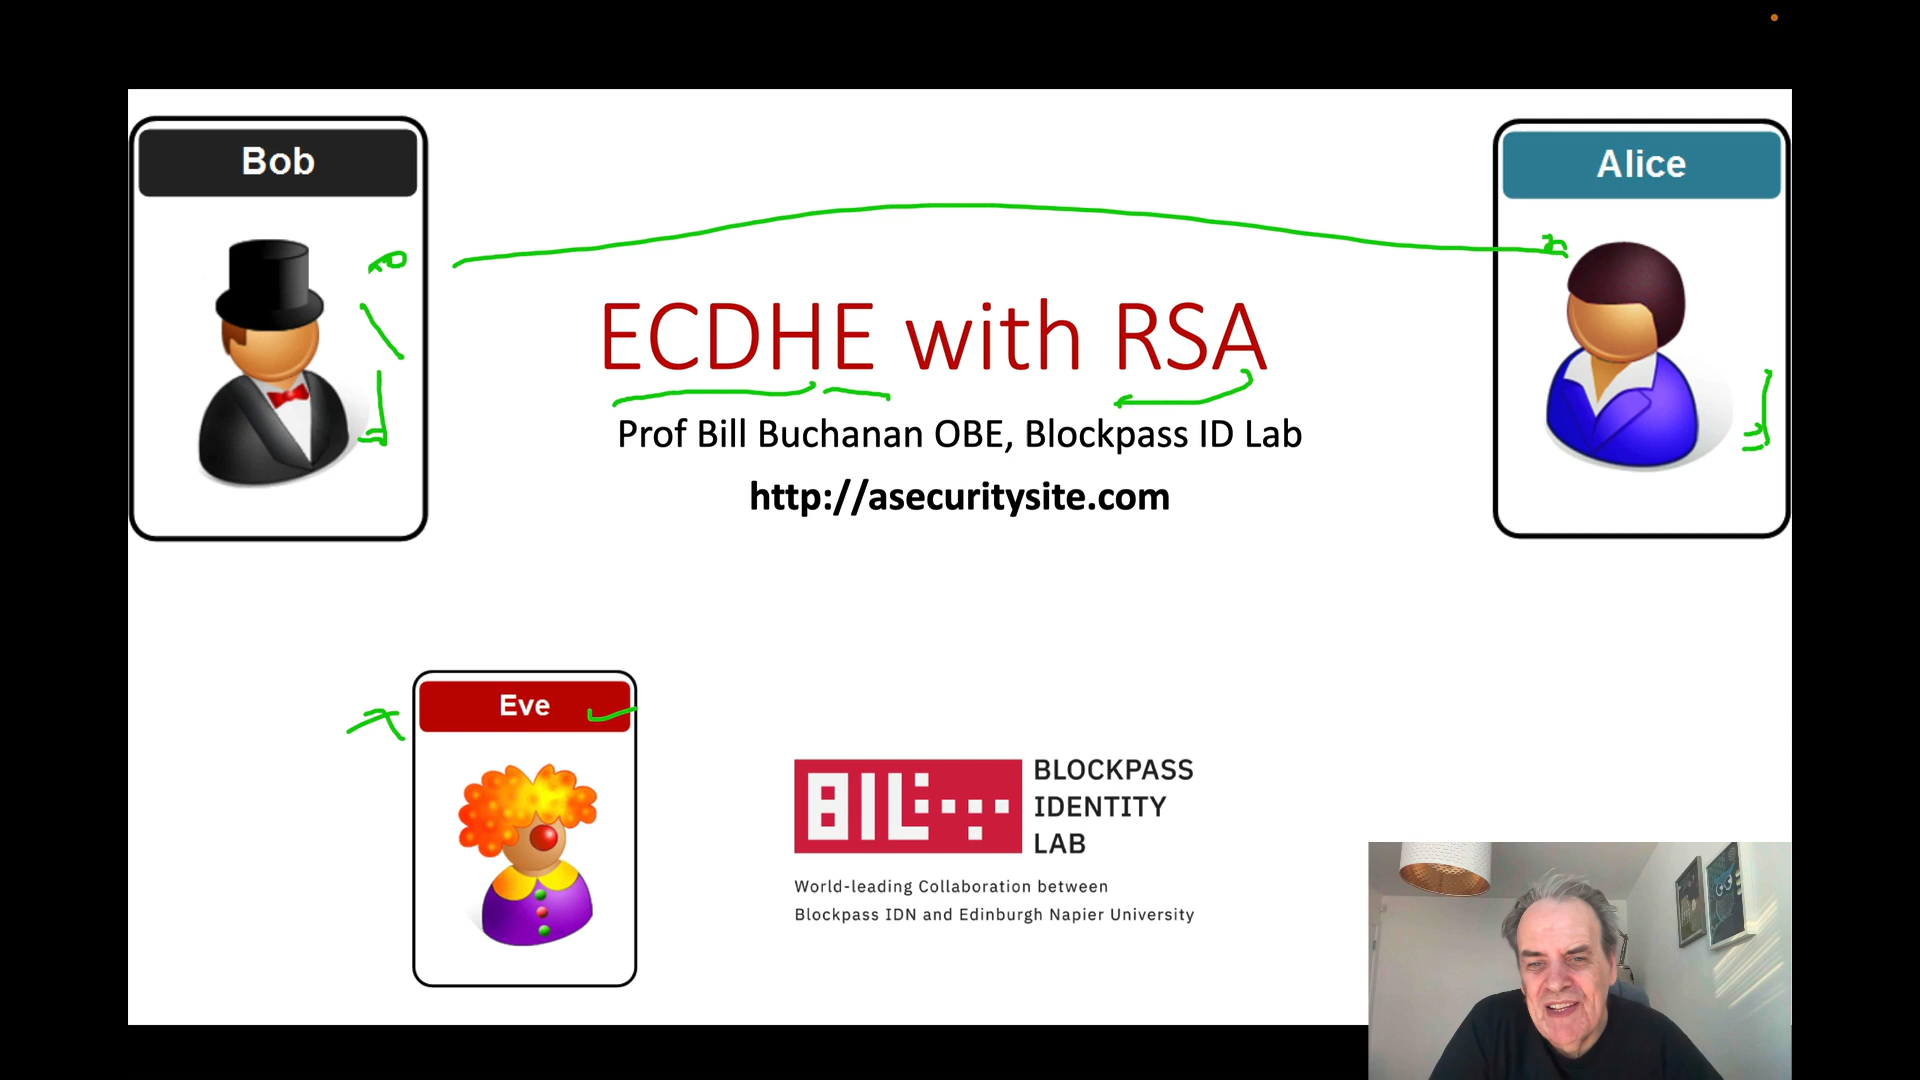 Bob
Alice
ECDHE with RSA
Prof Bill Buchanan OBE, Blockpass ID Lab
http://asecuritysite.com
Eve
BIL
BLOCKPASS
IDENTITY
LAB
World-leading Collaboration between
Blockpass IDN and Edinburgh Napier University